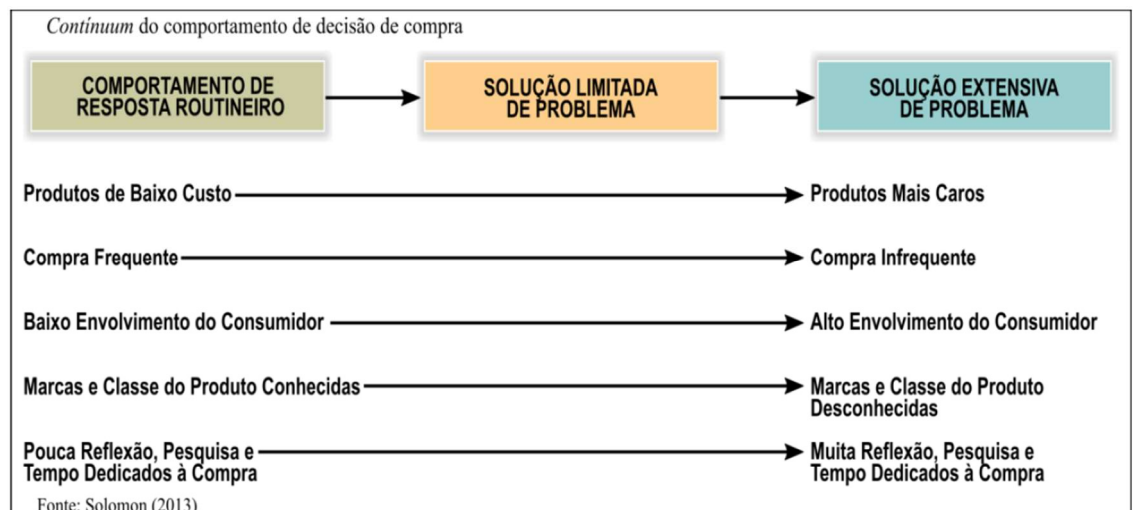 Contínuum do comportamento de decisão de compra
COMPORTAMENTO DE
RESPOSTA ROUTINEIRO
SOLUÇÃO LIMITADA
DE PROBLEMA
SOLUÇÃO EXTENSIVA
DE PROBLEMA
Produtos de Baixo Custo
Produtos Mais Caros
Compra Frequente
Compra Infrequente
Baixo Envolvimento do Consumidor
Alto Envolvimento do Consumidor
Marcas e Classe do Produto Conhecidas
Marcas e Classe do Produto
Desconhecidas
Pouca Reflexão, Pesquisa e
Tempo Dedicados à Compra
Muita Reflexão, Pesquisa e
Tempo Dedicados à Compra
Fonte: Solomon (2013)